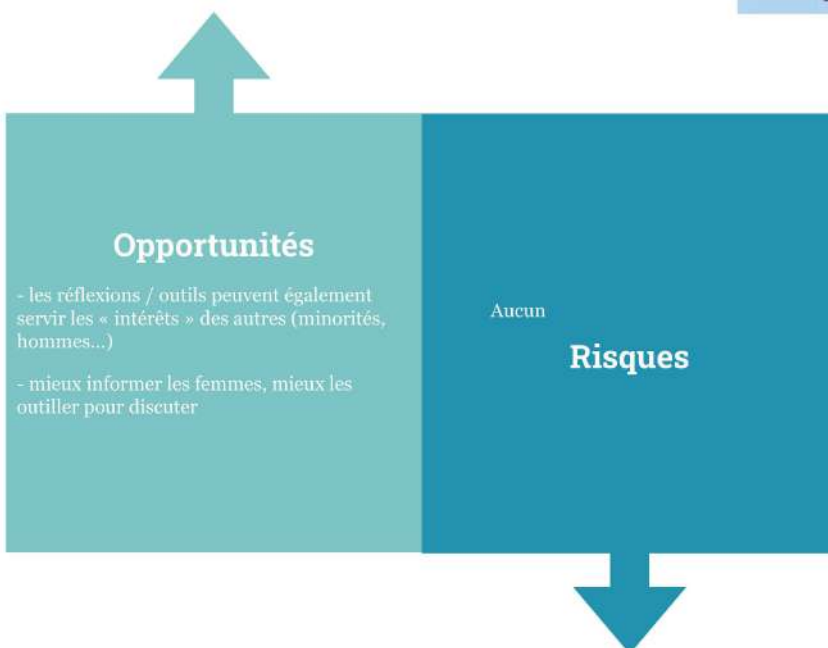 Opportunités
- les réflexions / outils peuvent également
servir les « intérêts » des autres (minorités,
hommes...)
- mieux informer les femmes, mieux les
outiller pour discuter
Aucun
Risques